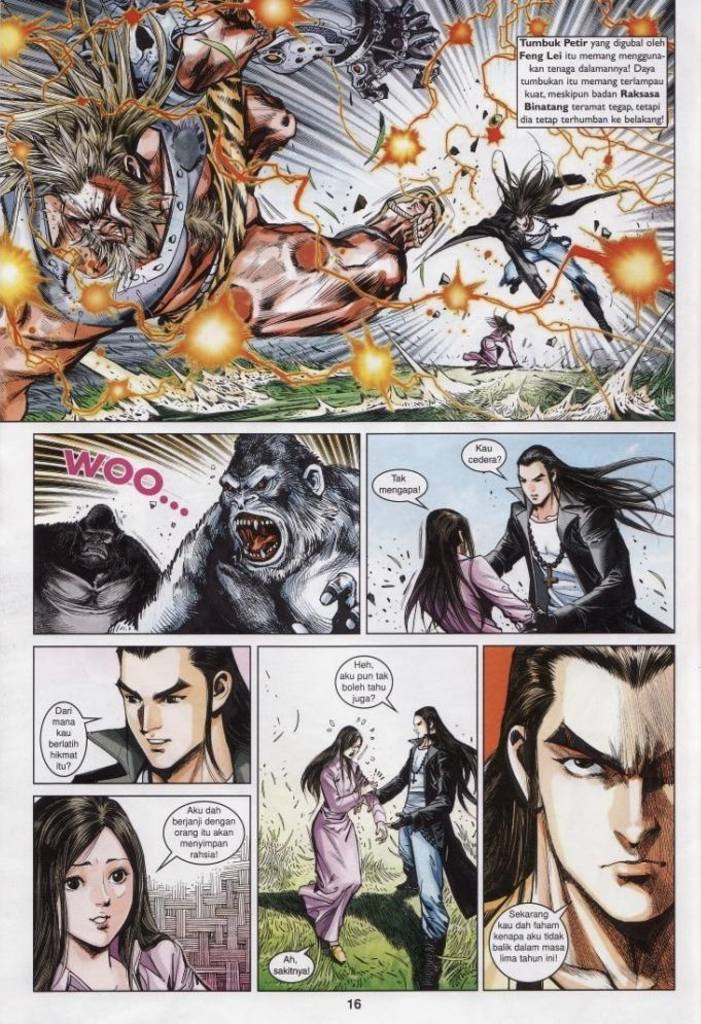 Tumbuk Petir yang digubal oleh
Feng Lei itu memang mengguna-
kan tenaga dalamannya! Daya
tumbukan itu memang terlampau
kuat, meskipun badan Raksasa
Binatang teramat tegap, tetapi
dia tetap terhumban ke belakang!
WOO...
Kau
cedera?
Tak
mengapa!
Dari
mana
kau
berlatih
hikmat
itu?
Aku dah
berjanji dengan
orang itu akan
menyimpan
rahsia!
Heh,
aku pun tak
boleh tahu
juga?
Ah,
sakitnya!
Sekarang
kau dah faham
kenapa aku tidak
balik dalam masa
lima tahun ini!
16